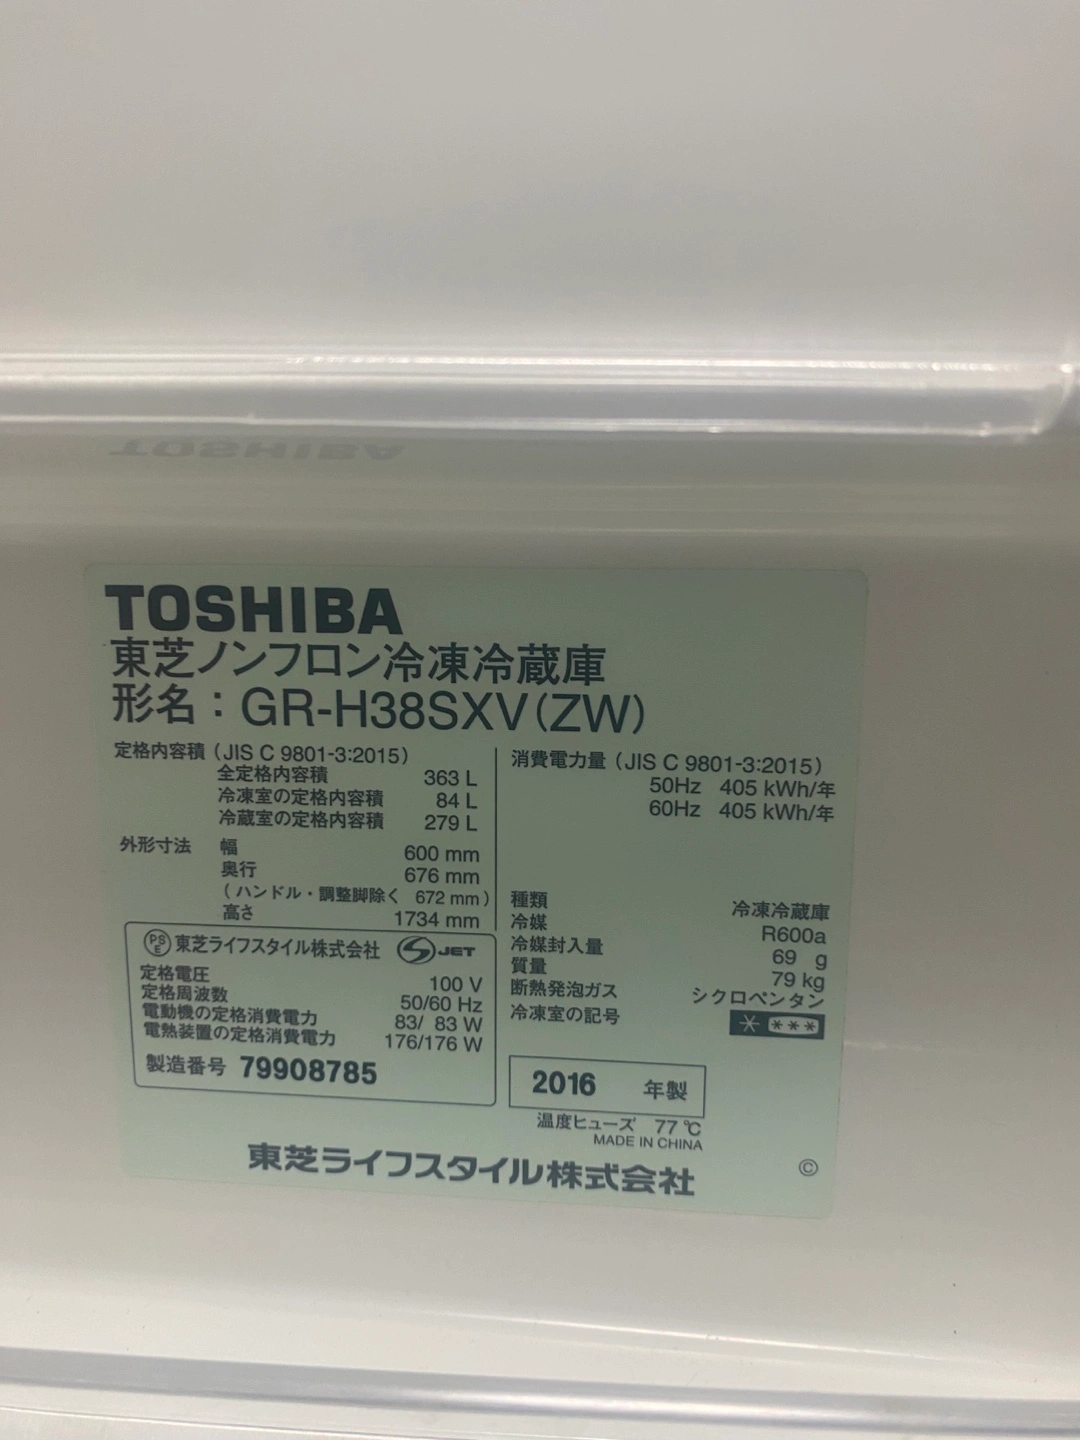 TOSHIBA
東芝ノンフロン冷凍冷蔵庫
形名：GR-H38SXV(ZW)
定格内容積（JIS C 9801-3:2015）
全定格内容積 363 L
冷凍室の定格内容積 84 L
冷蔵室の定格内容積 279 L
外形寸法 幅 600 mm
奥行 676 mm
（ハンドル・調整脚除く 672 mm）
高さ 1734 mm
消費電力量（JIS C 9801-3:2015）
50Hz 405 kWh/年
60Hz 405 kWh/年
種類 冷凍冷蔵庫
冷媒 R600a
冷媒封入量 69 g
質量 79 kg
断熱発泡ガス シクロペンタン
冷凍室の記号 * ***
PSE 東芝ライフスタイル株式会社 S JET
定格電圧 100 V
定格周波数 50/60 Hz
電動機の定格消費電力 83/ 83 W
電熱装置の定格消費電力 176/176 W
製造番号 79908785
2016 年製
温度ヒューズ 77 ℃
MADE IN CHINA
東芝ライフスタイル株式会社
©